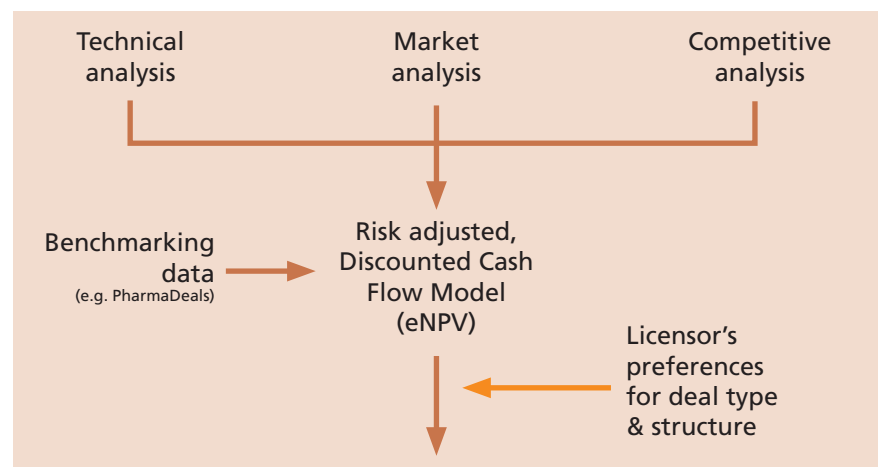 Technical
analysis
Market
analysis
Competitive
analysis
Benchmarking
data
(e.g. PharmaDeals)
Risk adjusted,
Discounted Cash
Flow Model
(eNPV)
Licensor’s
preferences
for deal type
& structure